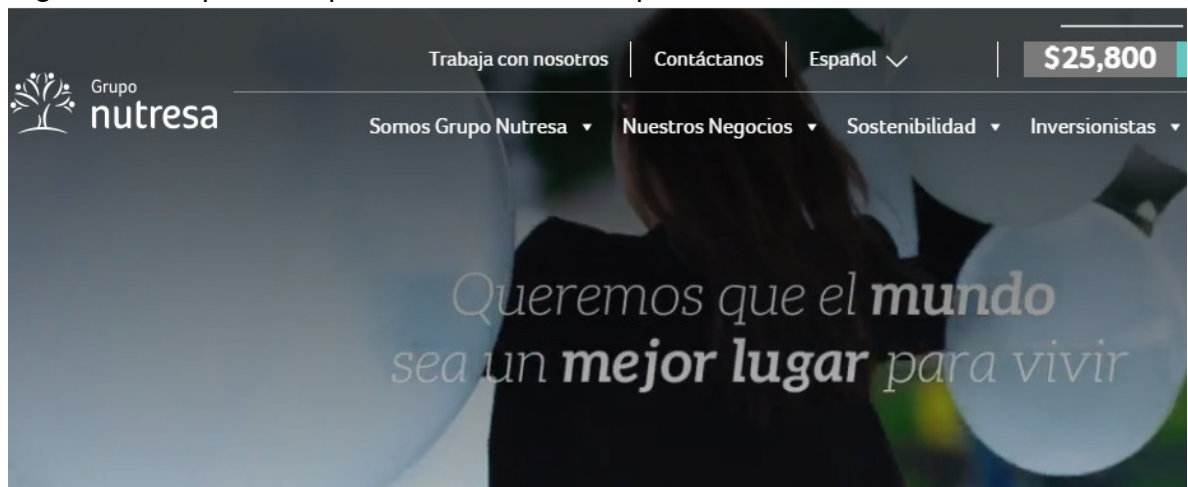 Trabaja con nosotros
Contáctanos
Español
$25,800
Grupo
nutresa
Somos Grupo Nutresa
Nuestros Negocios
Sostenibilidad
Inversionistas
Queremos que el mundo
sea un mejor lugar para vivir